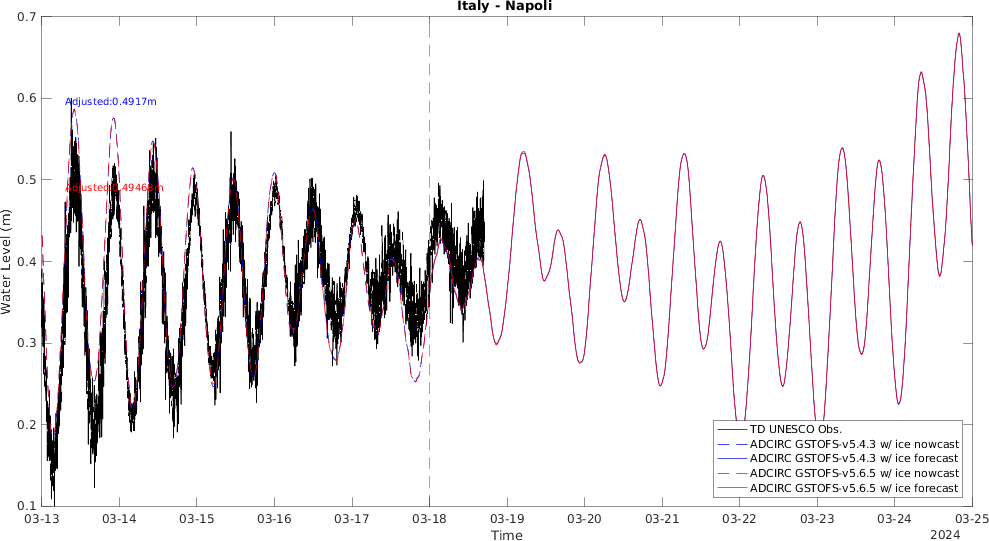 Italy - Napoli
0.7
0.6
0.5
0.4
0.3
0.2
0.1
Water Level (m)
Adjusted:0.4917m
TD UNESCO Obs.
ADCIRC GSTOFS-v5.4.3 w/ ice nowcast
ADCIRC GSTOFS-v5.4.3 w/ ice forecast
ADCIRC GSTOFS-v5.6.5 w/ ice nowcast
ADCIRC GSTOFS-v5.6.5 w/ ice forecast
03-13 03-14 03-15 03-16 03-17 03-18 03-19 03-20 03-21 03-22 03-23 03-24 03-25
Time
2024